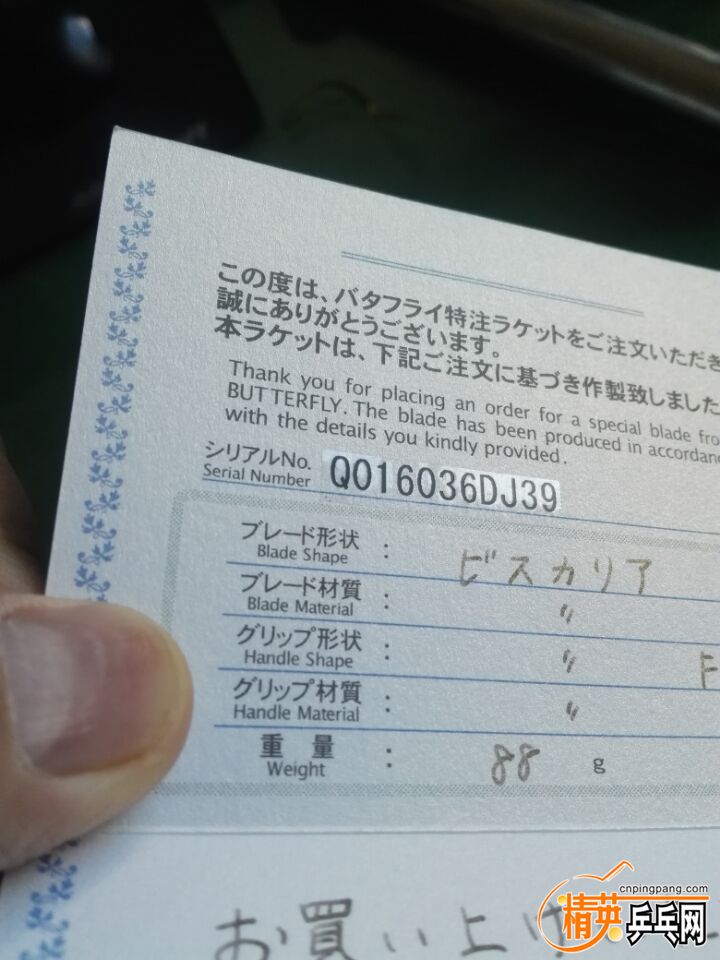 この度は、バタフライ特注ラケットをご注文いただき
誠にありがとうございます。
本ラケットは、下記ご注文に基づき作製致しました
Thank you for placing an order for a special blade fro
BUTTERFLY. The blade has been produced in accordan
with the details you kindly provided.
シリアルNo.
Serial Number Q016036DJ39
ブレード形状
Blade Shape : ビスカリア
ブレード材質
Blade Material : 〃
グリップ形状
Handle Shape : 〃 F
グリップ材質
Handle Material : 〃
重量
Weight : 88 g
お買い上げ
cnpingpang.com
精英乒乓网